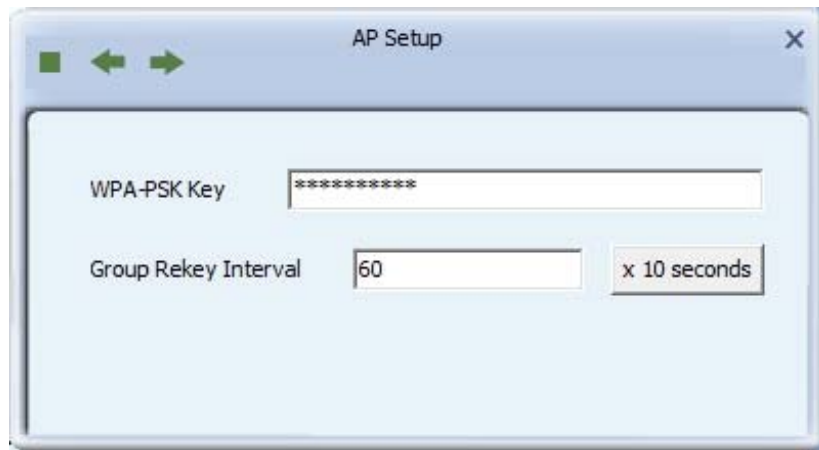 AP Setup
WPA-PSK Key **********
Group Rekey Interval 60 x 10 seconds